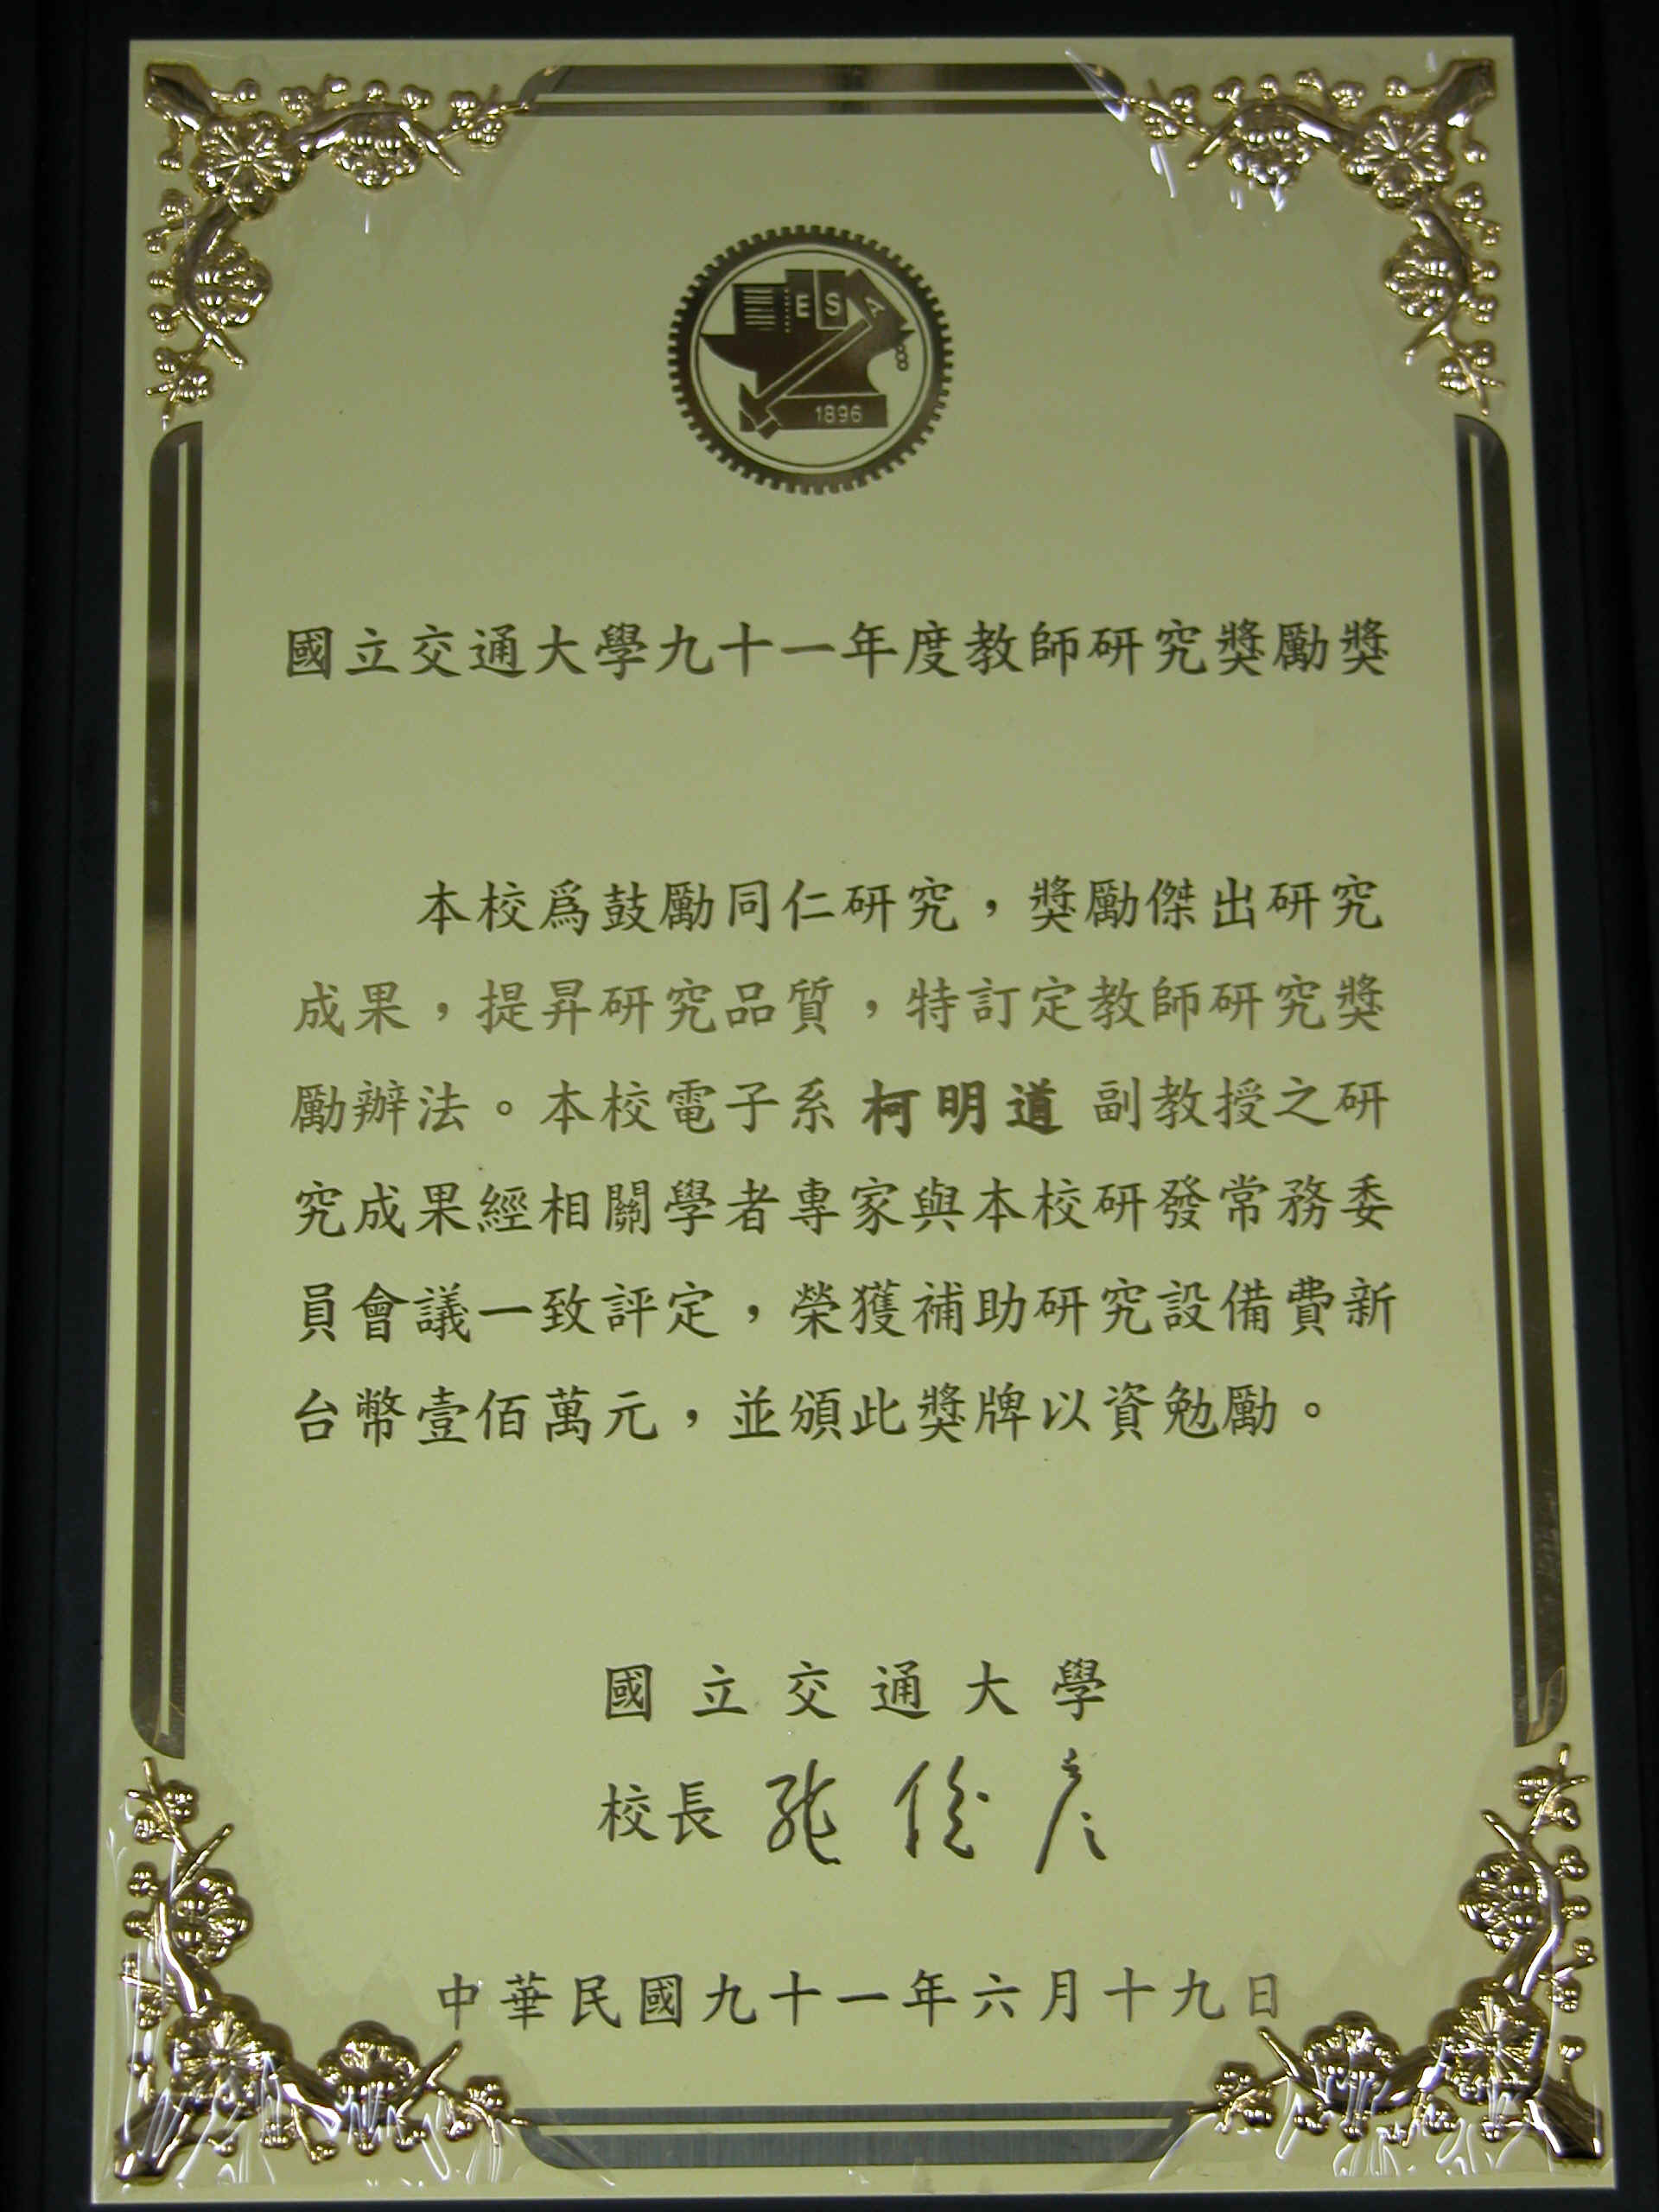 E S A
1896
國立交通大學九十一年度教師研究獎勵獎
本校爲鼓勵同仁研究，獎勵傑出研究
成果，提昇研究品質，特訂定教師研究獎
勵辦法。本校電子系 柯明道 副教授之研
究成果經相關學者專家與本校研發常務委
員會議一致評定，榮獲補助研究設備費新
台幣壹佰萬元，並頒此獎牌以資勉勵。
國立交通大學
校長 張俊彥
中華民國九十一年六月十九日